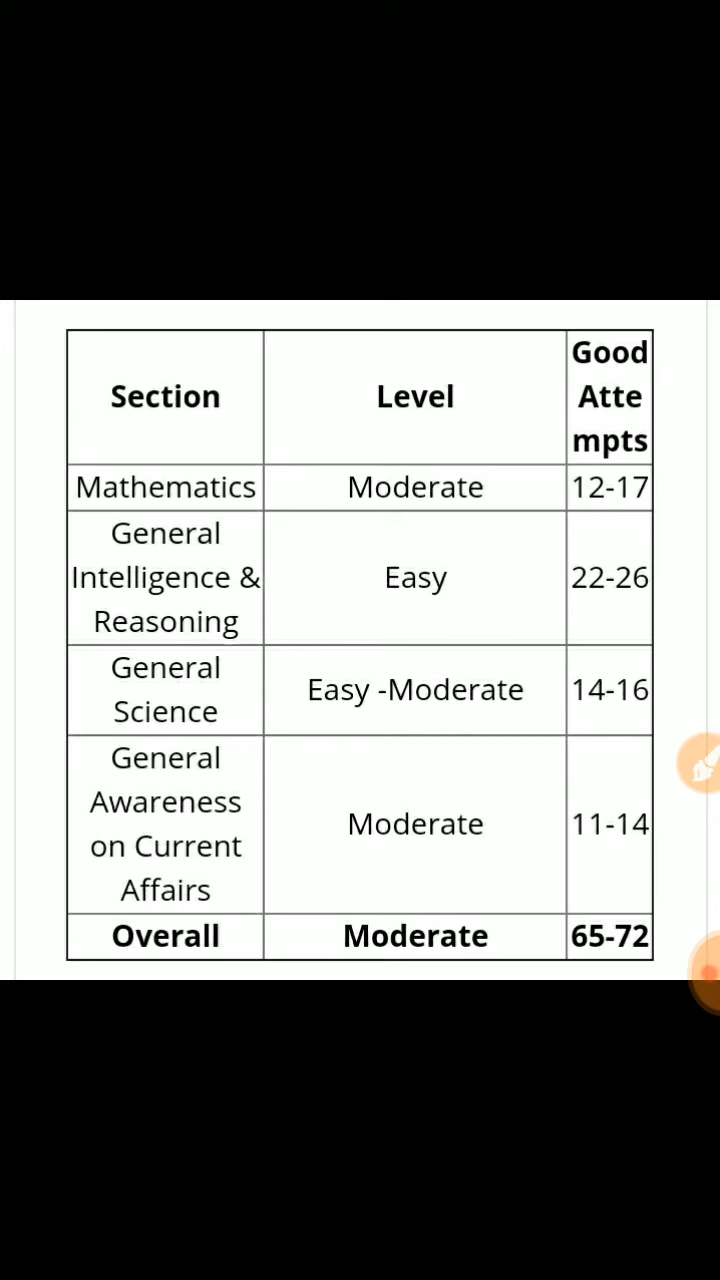 Section Level Good
Atte
mpts
Mathematics Moderate 12-17
General
Intelligence & Easy 22-26
Reasoning
General
Science Easy -Moderate 14-16
General
Awareness
on Current Moderate 11-14
Affairs
Overall Moderate 65-72